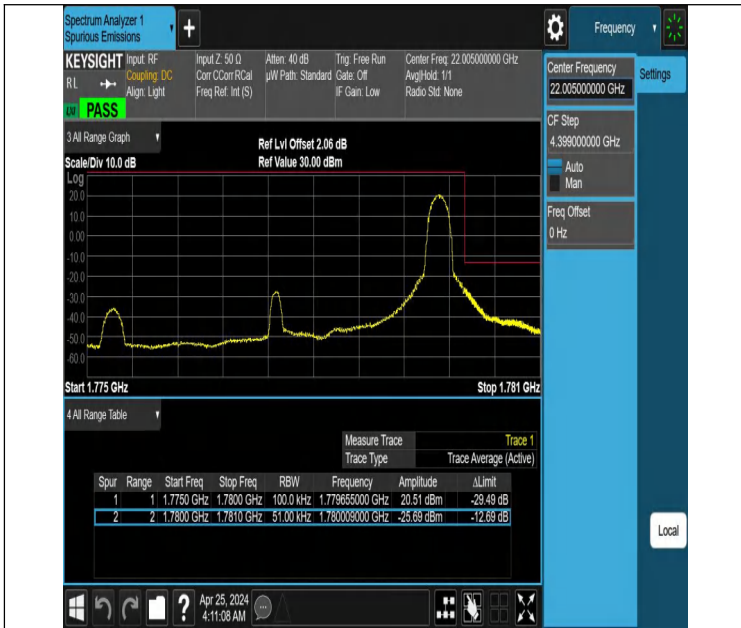 Spectrum Analyzer 1
Spurious Emissions
+
Frequency
KEYSIGHT
RL
LXI
PASS
Input: RF
Coupling: DC
Align: Light
Input Z: 50 Ω
Corr CCorr RCal
Freq Ref: Int (S)
Atten: 40 dB
µW Path: Standard
Trig: Free Run
Gate: Off
IF Gain: Low
Center Freq: 22.005000000 GHz
Avg|Hold: 1/1
Radio Std: None
Center Frequency
22.005000000 GHz
Settings
CF Step
4.399000000 GHz
Auto
Man
Freq Offset
0 Hz
3 All Range Graph
Scale/Div 10.0 dB
Ref Lvl Offset 2.06 dB
Ref Value 30.00 dBm
Log
20.0
10.0
0.00
-10.0
-20.0
-30.0
-40.0
-50.0
-60.0
Start 1.775 GHz
Stop 1.781 GHz
4 All Range Table
Measure Trace Trace 1
Trace Type Trace Average (Active)
Spur Range Start Freq Stop Freq RBW Frequency Amplitude ΔLimit
1 1 1.7750 GHz 1.7800 GHz 100.0 kHz 1.779655000 GHz 20.51 dBm -29.49 dB
2 2 1.7800 GHz 1.7810 GHz 51.00 kHz 1.780009000 GHz -25.69 dBm -12.69 dB
Local
?
Apr 25, 2024
4:11:08 AM